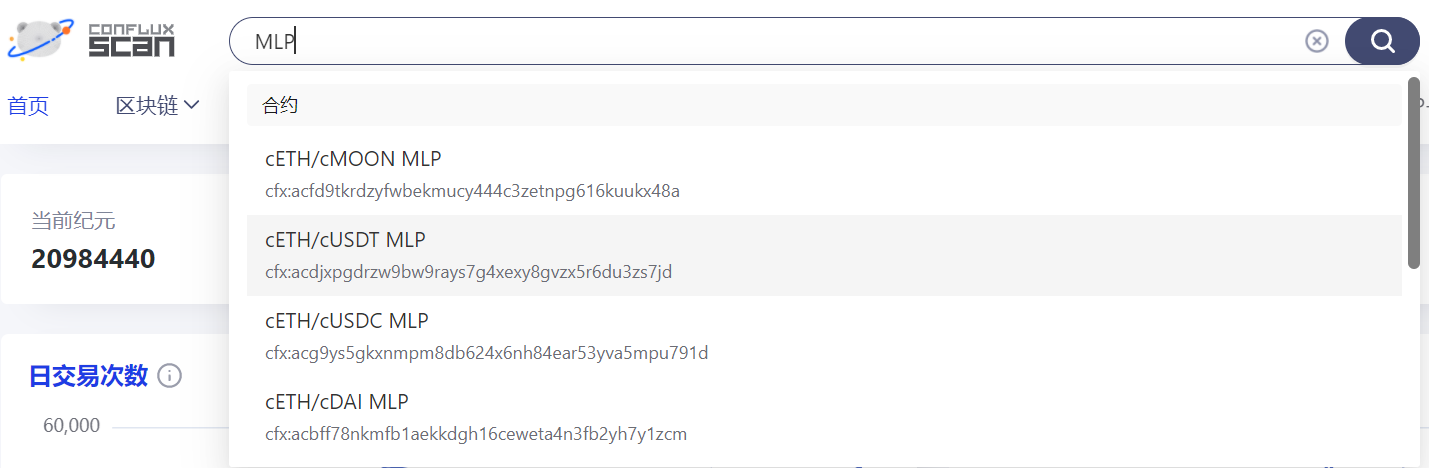 CONFLUX
SCAN
MLP
首页
区块链
合约
cETH/cMOON MLP
cfx:acfd9tkrdzyfwbekmucy444c3zetnpg616kuukx48a
当前纪元
20984440
cETH/cUSDT MLP
cfx:acdjxpgdrzw9bw9rays7g4xexy8gvzx5r6du3zs7jd
cETH/cUSDC MLP
cfx:acg9ys5gkxnmpm8db624x6nh84ear53yva5mpu791d
日交易次数
60,000
cETH/cDAI MLP
cfx:acbff78nkmfb1aekkdgh16ceweta4n3fb2yh7y1zcm